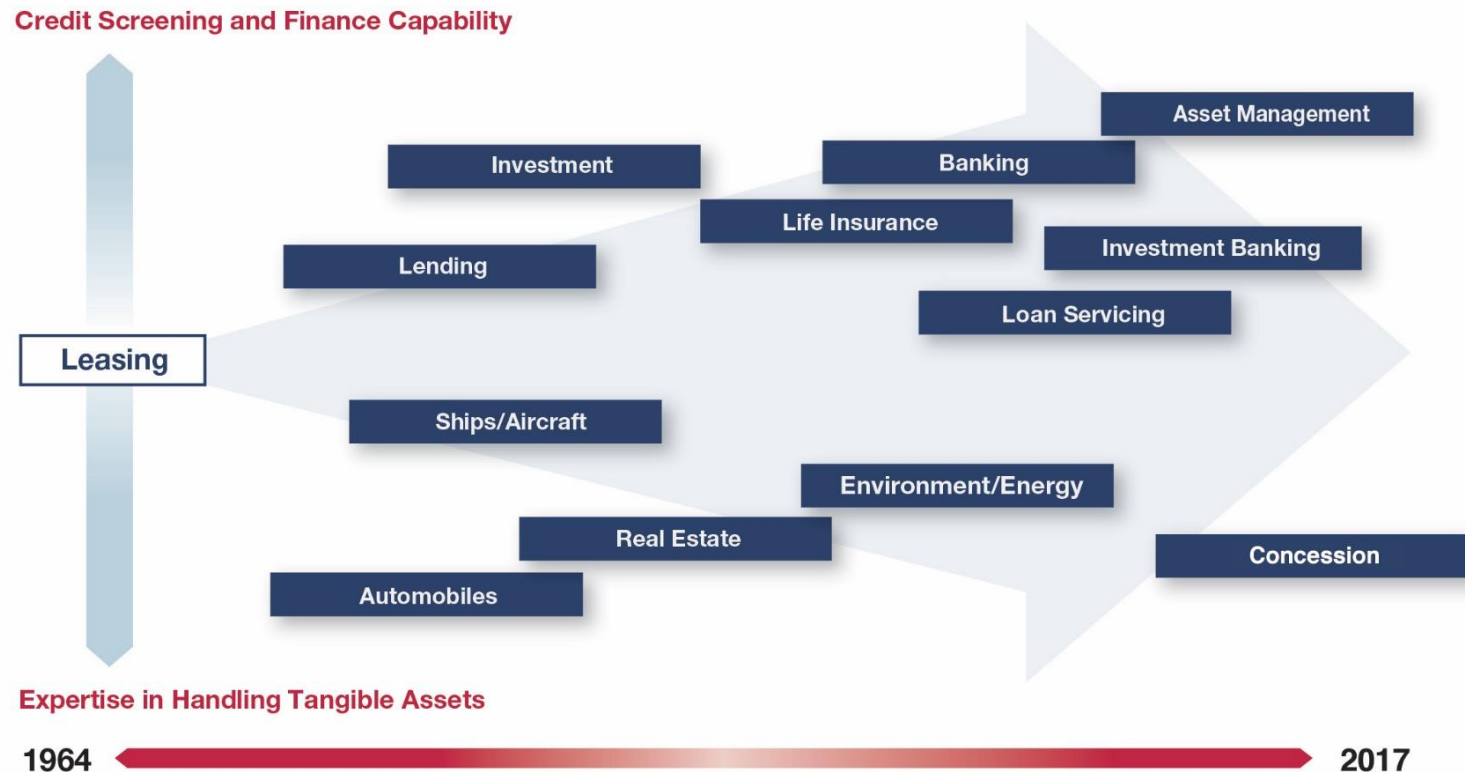 Credit Screening and Finance Capability
Asset Management
Investment
Banking
Life Insurance
Investment Banking
Lending
Loan Servicing
Leasing
Ships/Aircraft
Environment/Energy
Real Estate
Concession
Automobiles
Expertise in Handling Tangible Assets
1964
2017